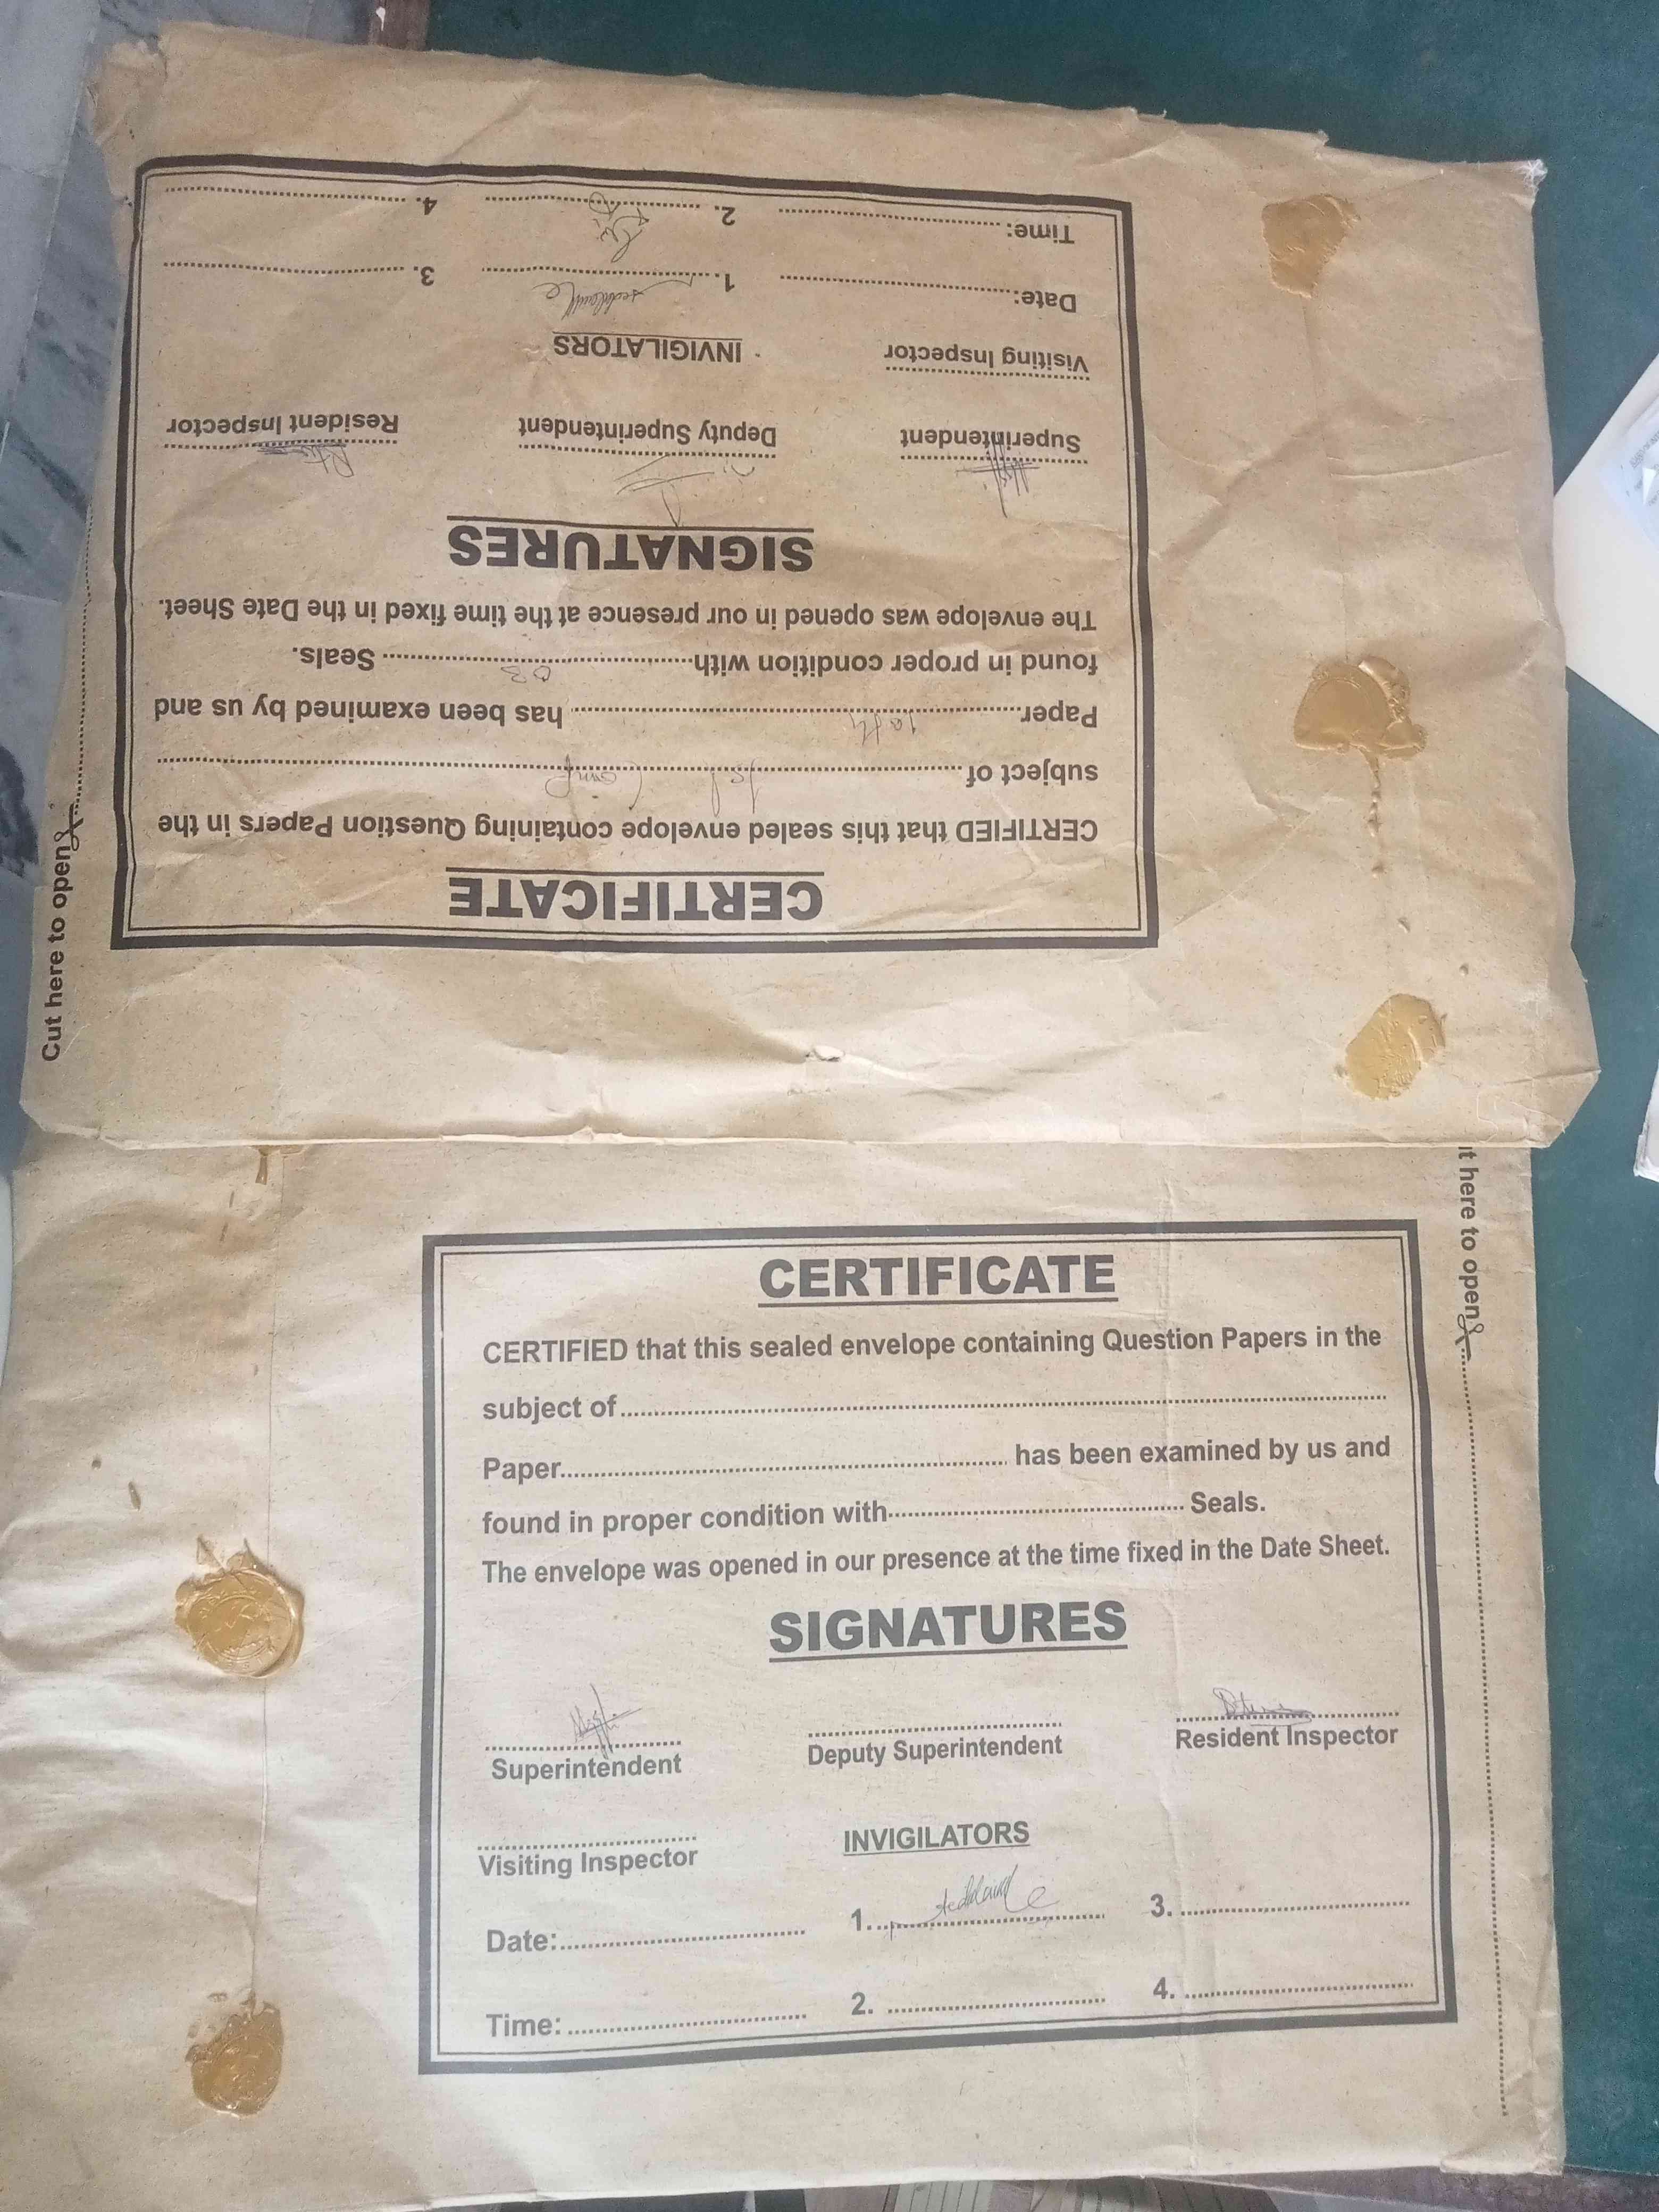 Cut here to open
CERTIFICATE
CERTIFIED that this sealed envelope containing Question Papers in the
subject of
Paper has been examined by us and
found in proper condition with 03 Seals.
The envelope was opened in our presence at the time fixed in the Date Sheet.
SIGNATURES
Superintendent Deputy Superintendent Resident Inspector
Visiting Inspector INVIGILATORS
Date: 1. 3.
Time: 2. 4.
it here to open
CERTIFICATE
CERTIFIED that this sealed envelope containing Question Papers in the
subject of
Paper has been examined by us and
found in proper condition with Seals.
The envelope was opened in our presence at the time fixed in the Date Sheet.
SIGNATURES
Superintendent Deputy Superintendent Resident Inspector
Visiting Inspector INVIGILATORS
Date: 1. 3.
Time: 2. 4.